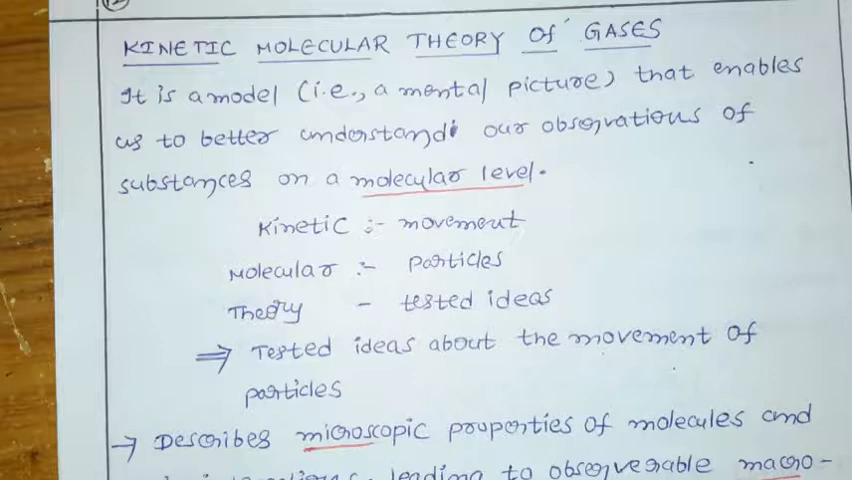 KINETIC MOLECULAR THEORY Of GASES
It is a model (i.e., a mental picture) that enables
us to better understand our observations of
substances on a molecular level.
Kinetic :- movement
Molecular :- Particles
Theory - tested ideas
⇒ Tested ideas about the movement of
particles
→ Describes microscopic properties of molecules and
leading to observerable macro-